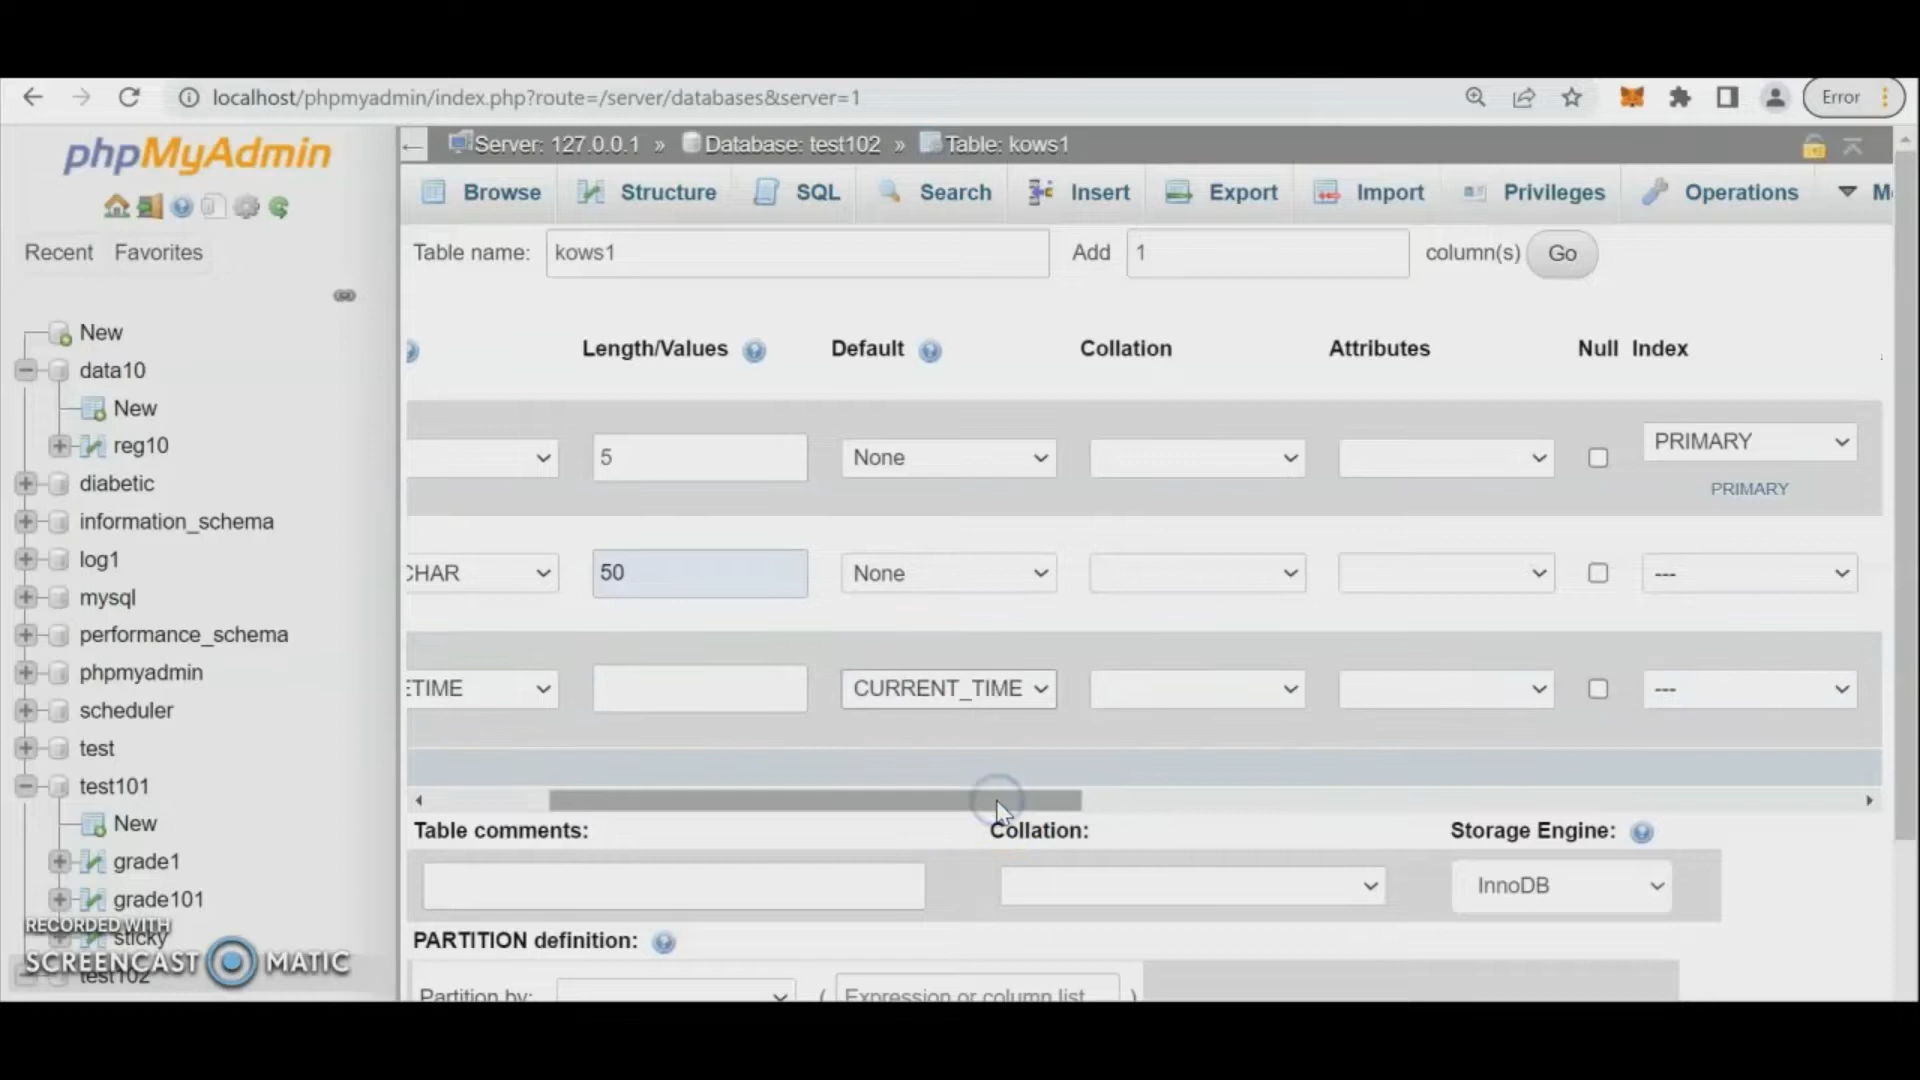 localhost/phpmyadmin/index.php?route=/server/databases&server=1
Error
phpMyAdmin
Recent Favorites
New
data10
New
reg10
diabetic
information_schema
log1
mysql
performance_schema
phpmyadmin
scheduler
test
test101
New
grade1
grade101
sticky
test102
RECORDED WITH
SCREENCAST MATIC
Server: 127.0.0.1 » Database: test102 » Table: kows1
Browse Structure SQL Search Insert Export Import Privileges Operations
Table name: kows1 Add 1 column(s) Go
Length/Values Default Collation Attributes Null Index
5 None PRIMARY
PRIMARY
CHAR 50 None ---
ETIME CURRENT_TIME ---
Table comments: Collation: Storage Engine:
InnoDB
PARTITION definition:
Partition by: ( Expression or column list )